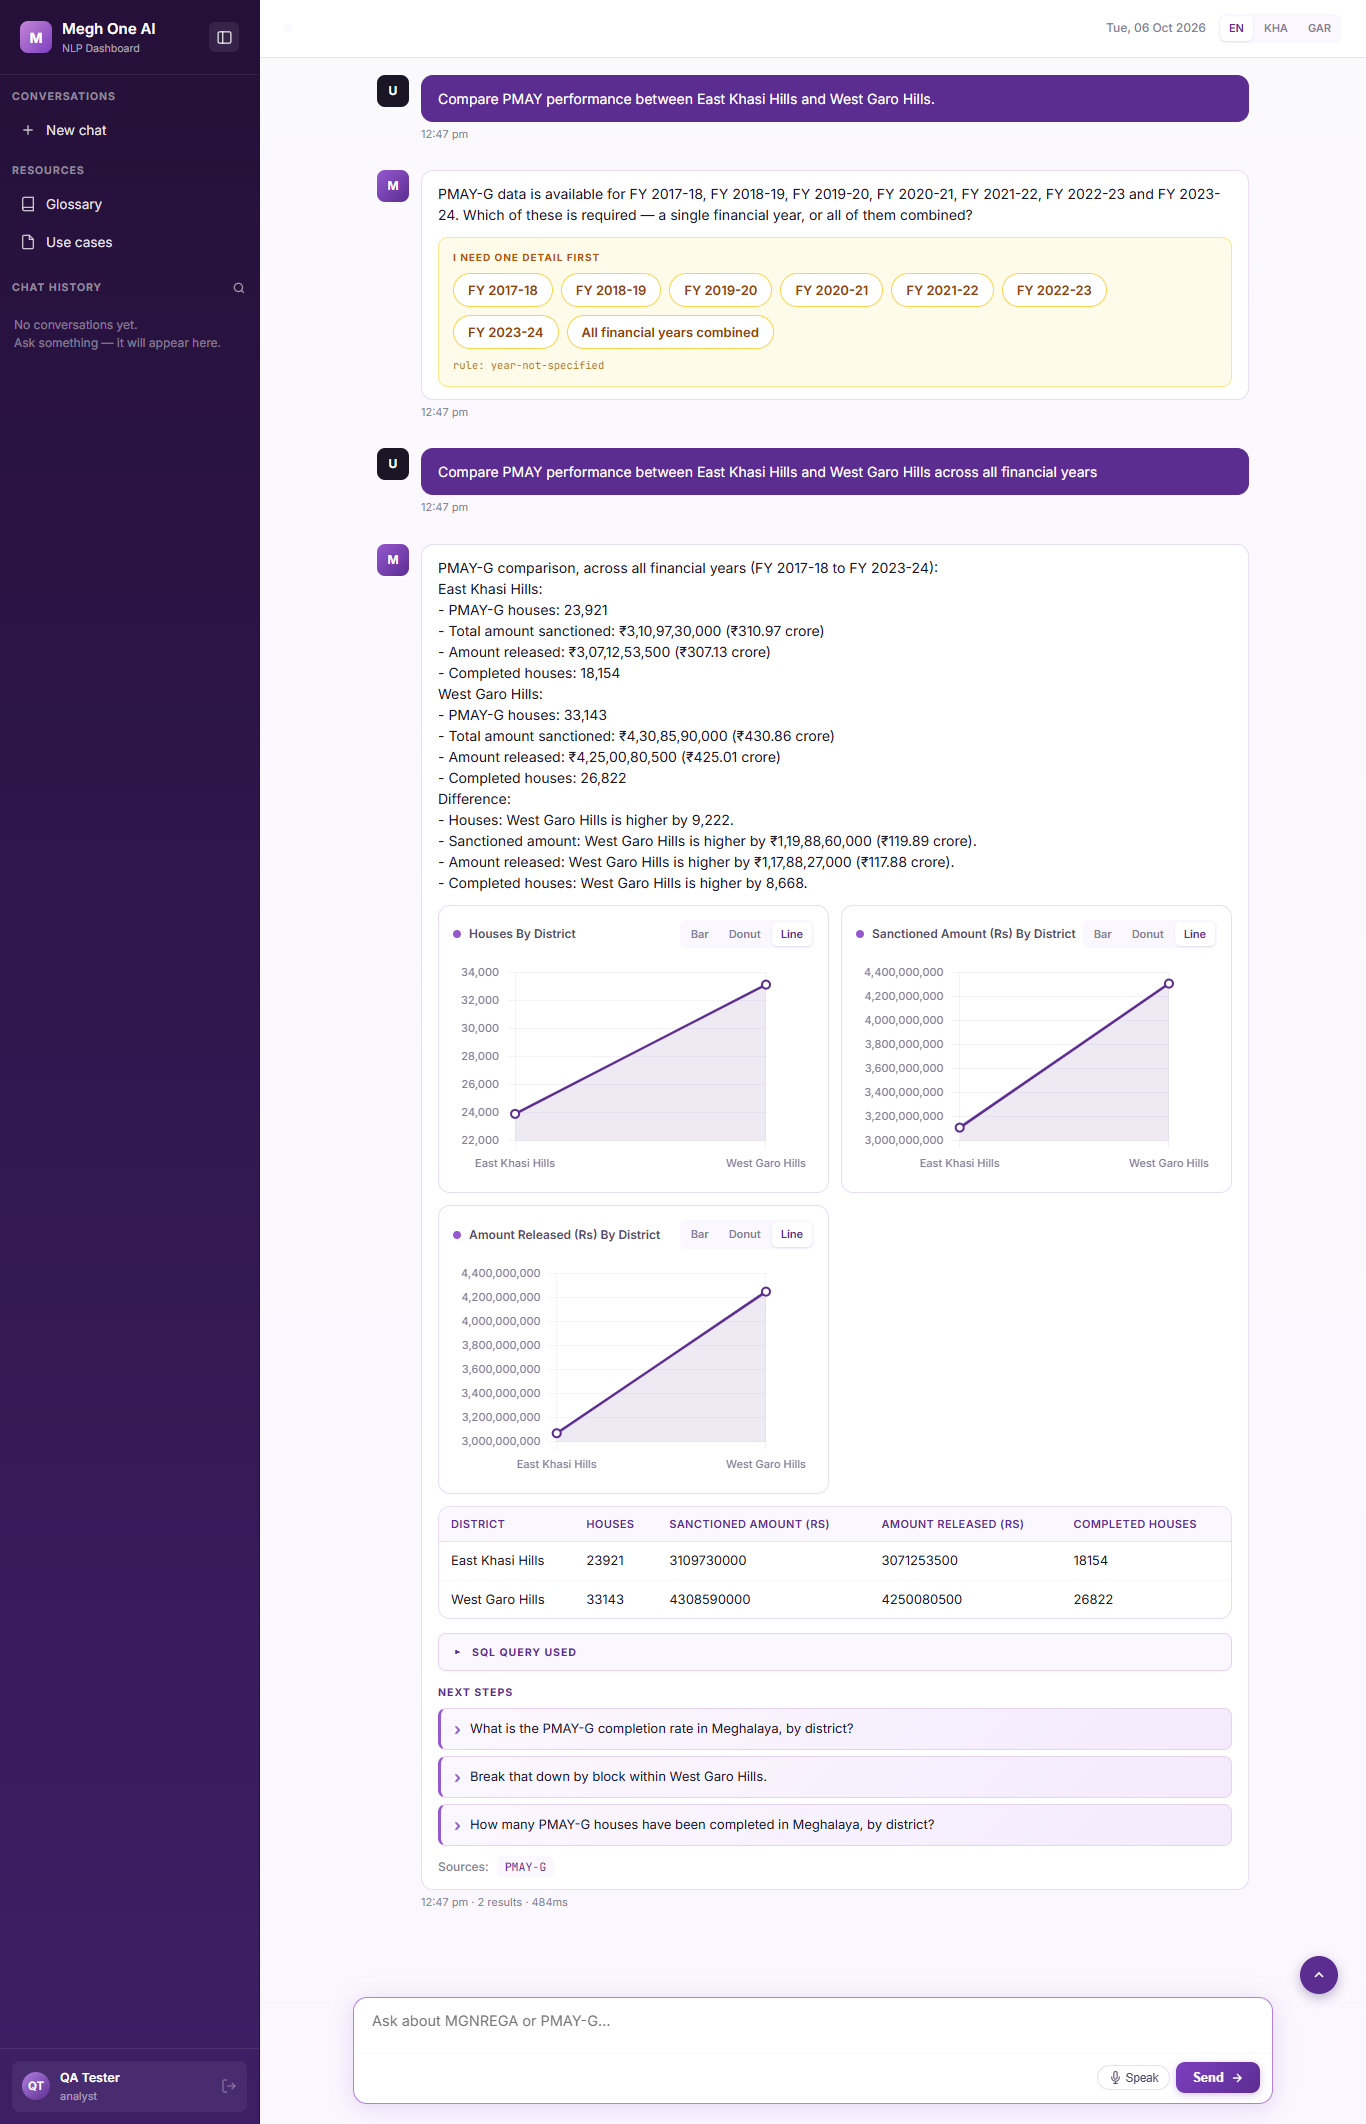 M
Megh One AI
NLP Dashboard
CONVERSATIONS
+ New chat
RESOURCES
Glossary
Use cases
CHAT HISTORY
No conversations yet.
Ask something — it will appear here.
QT
QA Tester
analyst
Tue, 06 Oct 2026
EN KHA GAR
U
Compare PMAY performance between East Khasi Hills and West Garo Hills.
12:47 pm
M
PMAY-G data is available for FY 2017-18, FY 2018-19, FY 2019-20, FY 2020-21, FY 2021-22, FY 2022-23 and FY 2023-
24. Which of these is required — a single financial year, or all of them combined?
I NEED ONE DETAIL FIRST
FY 2017-18 FY 2018-19 FY 2019-20 FY 2020-21 FY 2021-22 FY 2022-23
FY 2023-24 All financial years combined
rule: year-not-specified
12:47 pm
U
Compare PMAY performance between East Khasi Hills and West Garo Hills across all financial years
12:47 pm
M
PMAY-G comparison, across all financial years (FY 2017-18 to FY 2023-24):
East Khasi Hills:
- PMAY-G houses: 23,921
- Total amount sanctioned: ₹3,10,97,30,000 (₹310.97 crore)
- Amount released: ₹3,07,12,53,500 (₹307.13 crore)
- Completed houses: 18,154
West Garo Hills:
- PMAY-G houses: 33,143
- Total amount sanctioned: ₹4,30,85,90,000 (₹430.86 crore)
- Amount released: ₹4,25,00,80,500 (₹425.01 crore)
- Completed houses: 26,822
Difference:
- Houses: West Garo Hills is higher by 9,222.
- Sanctioned amount: West Garo Hills is higher by ₹1,19,88,60,000 (₹119.89 crore).
- Amount released: West Garo Hills is higher by ₹1,17,88,27,000 (₹117.88 crore).
- Completed houses: West Garo Hills is higher by 8,668.
Houses By District Bar Donut Line
34,000
32,000
30,000
28,000
26,000
24,000
22,000
East Khasi Hills West Garo Hills
Sanctioned Amount (Rs) By District Bar Donut Line
4,400,000,000
4,200,000,000
4,000,000,000
3,800,000,000
3,600,000,000
3,400,000,000
3,200,000,000
3,000,000,000
East Khasi Hills West Garo Hills
Amount Released (Rs) By District Bar Donut Line
4,400,000,000
4,200,000,000
4,000,000,000
3,800,000,000
3,600,000,000
3,400,000,000
3,200,000,000
3,000,000,000
East Khasi Hills West Garo Hills
DISTRICT HOUSES SANCTIONED AMOUNT (RS) AMOUNT RELEASED (RS) COMPLETED HOUSES
East Khasi Hills 23921 3109730000 3071253500 18154
West Garo Hills 33143 4308590000 4250080500 26822
SQL QUERY USED
NEXT STEPS
What is the PMAY-G completion rate in Meghalaya, by district?
Break that down by block within West Garo Hills.
How many PMAY-G houses have been completed in Meghalaya, by district?
Sources: PMAY-G
12:47 pm · 2 results · 484ms
Ask about MGNREGA or PMAY-G...
Speak Send →